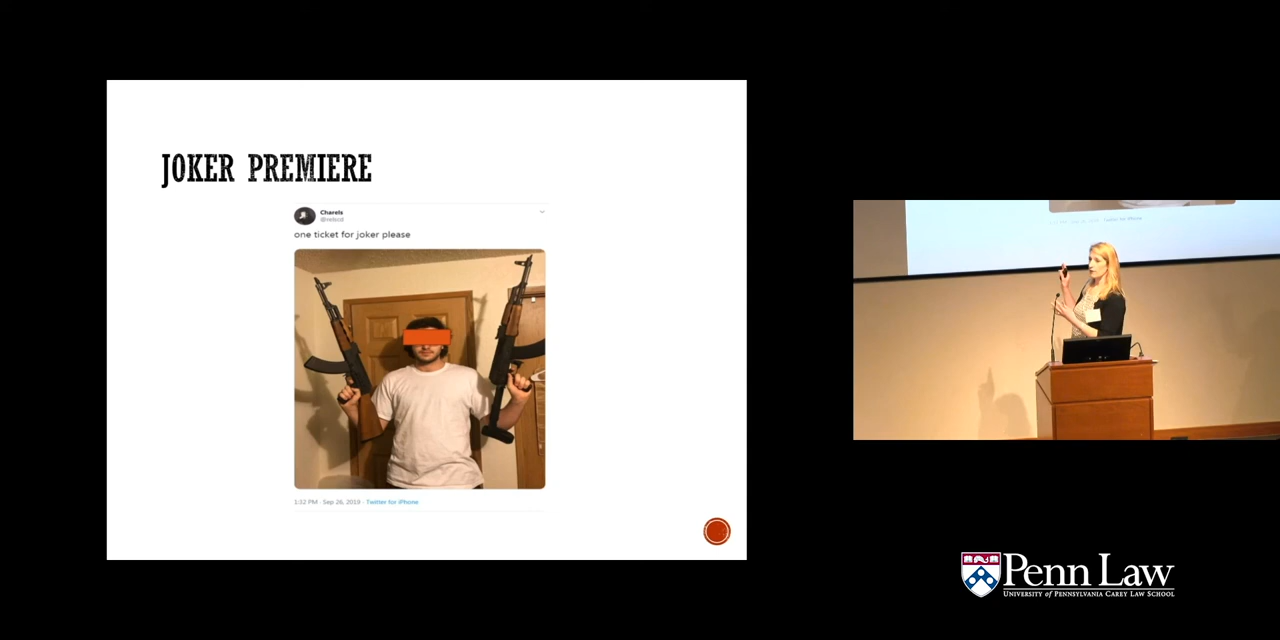 JOKER PREMIERE
Charels
@retscd
one ticket for joker please
1:32 PM · Sep 26, 2019 · Twitter for iPhone
Penn Law
UNIVERSITY of PENNSYLVANIA CAREY LAW SCHOOL